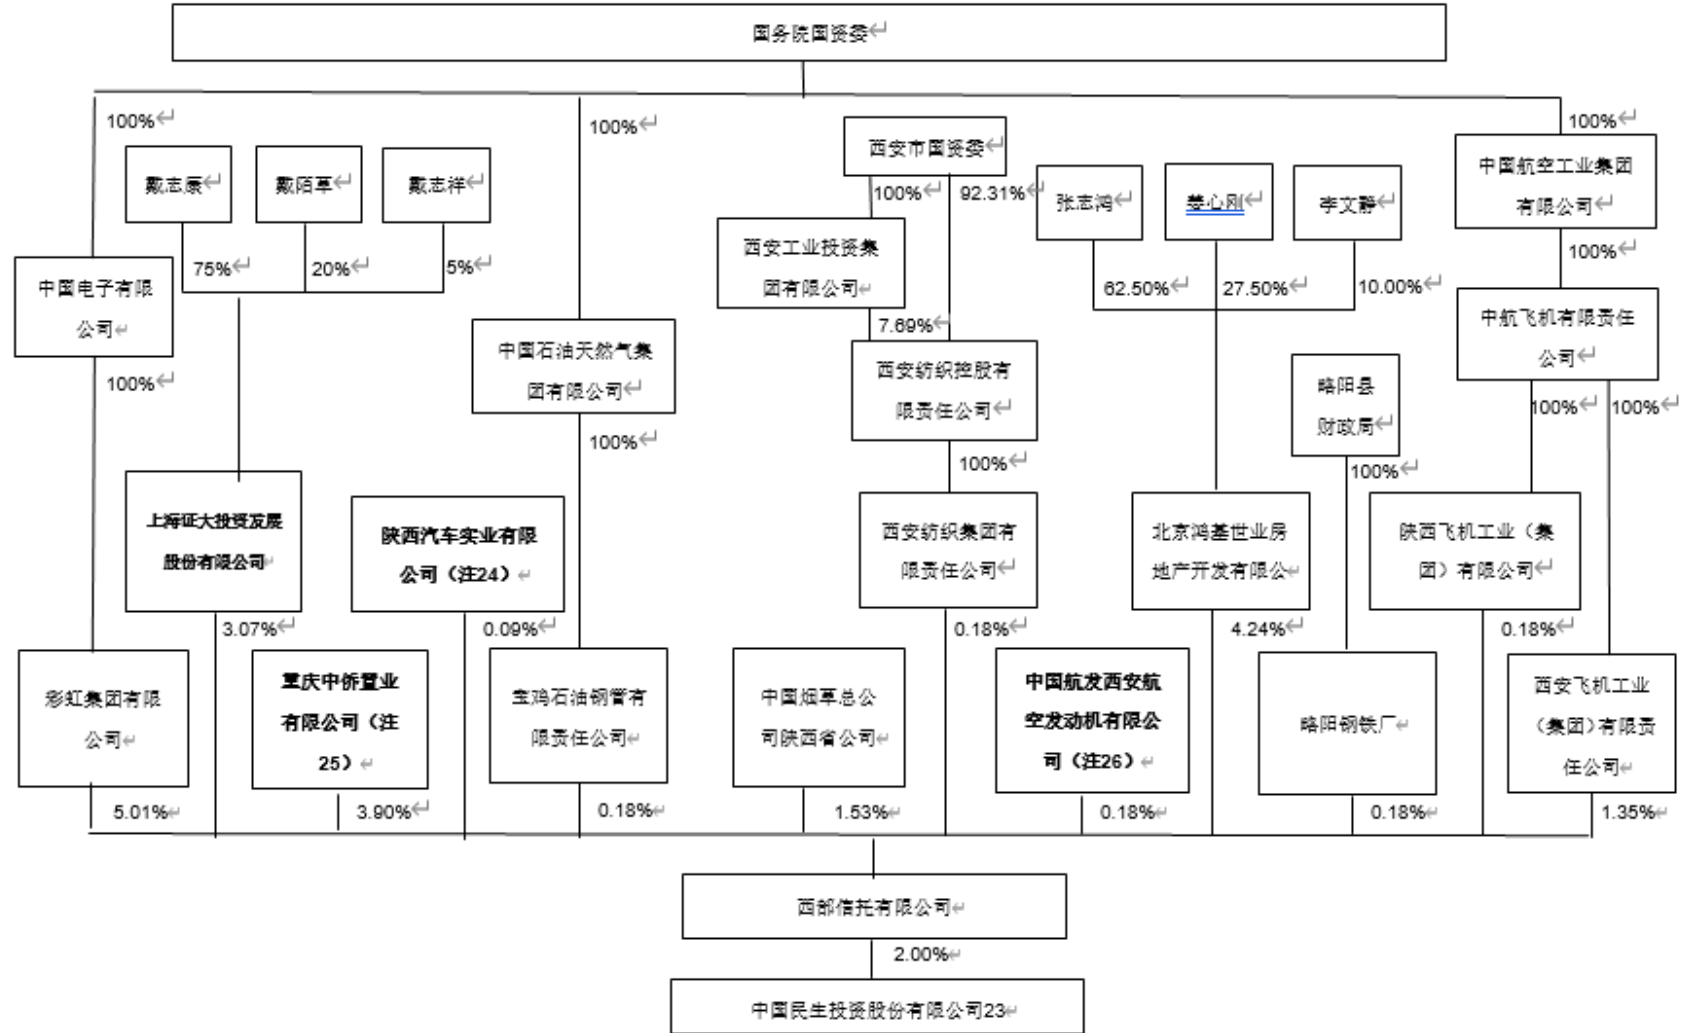 国务院国资委
100%
100%
100%
西安市国资委
中国航空工业集团
有限公司
戴志康
戴陌草
戴志祥
100%
92.31%
张志鸿
姜心刚
李文静
西安工业投资集
团有限公司
100%
75%
20%
5%
62.50%
27.50%
10.00%
中国电子有限
公司
7.69%
中航飞机有限责任
公司
中国石油天然气集
团有限公司
西安纺织控股有
限责任公司
略阳县
财政局
100%
100%
100%
100%
100%
100%
上海证大投资发展
股份有限公司
陕西汽车实业有限
公司（注24）
西安纺织集团有
限责任公司
北京鸿基世业房
地产开发有限公
陕西飞机工业（集
团）有限公司
3.07%
0.09%
0.18%
4.24%
0.18%
彩虹集团有限
公司
重庆中侨置业
有限公司（注
25）
宝鸡石油钢管有
限责任公司
中国烟草总公
司陕西省公司
中国航发西安航
空发动机有限公
司（注26）
略阳钢铁厂
西安飞机工业
（集团）有限责
任公司
5.01%
3.90%
0.18%
1.53%
0.18%
0.18%
1.35%
西部信托有限公司
2.00%
中国民生投资股份有限公司23